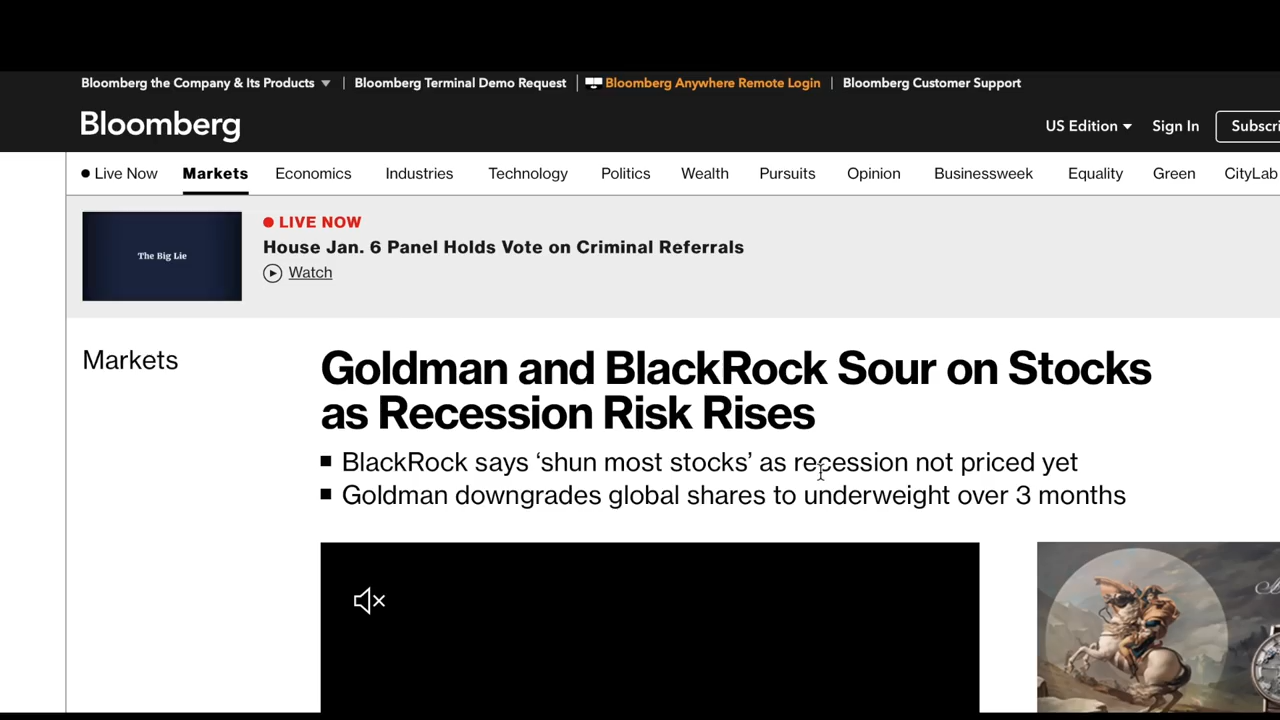 Bloomberg the Company & Its Products
Bloomberg Terminal Demo Request
Bloomberg Anywhere Remote Login
Bloomberg Customer Support
Bloomberg
US Edition
Sign In
Live Now
Markets
Economics
Industries
Technology
Politics
Wealth
Pursuits
Opinion
Businessweek
Equality
Green
CityLab
LIVE NOW
The Big Lie
House Jan. 6 Panel Holds Vote on Criminal Referrals
Watch
Markets
Goldman and BlackRock Sour on Stocks
as Recession Risk Rises
BlackRock says ‘shun most stocks’ as recession not priced yet
Goldman downgrades global shares to underweight over 3 months